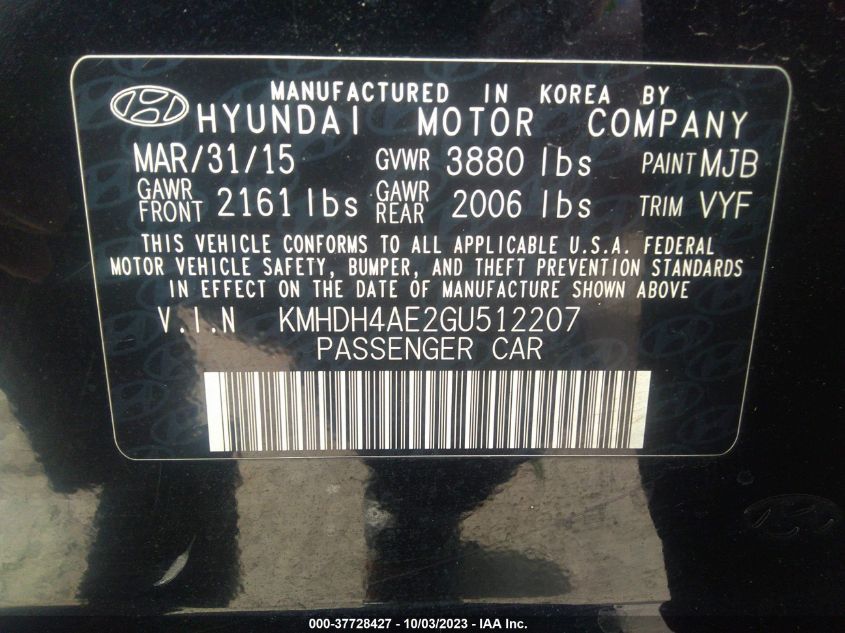 MANUFACTURED IN KOREA BY
HYUNDAI MOTOR COMPANY
MAR/31/15 GVWR 3880 lbs PAINT MJB
GAWR FRONT 2161 lbs GAWR REAR 2006 lbs TRIM VYF
THIS VEHICLE CONFORMS TO ALL APPLICABLE U.S.A. FEDERAL
MOTOR VEHICLE SAFETY, BUMPER, AND THEFT PREVENTION STANDARDS
IN EFFECT ON THE DATE OF MANUFACTURE SHOWN ABOVE
V.I.N KMHDH4AE2GU512207
PASSENGER CAR
000-37728427 - 10/03/2023 - IAA Inc.